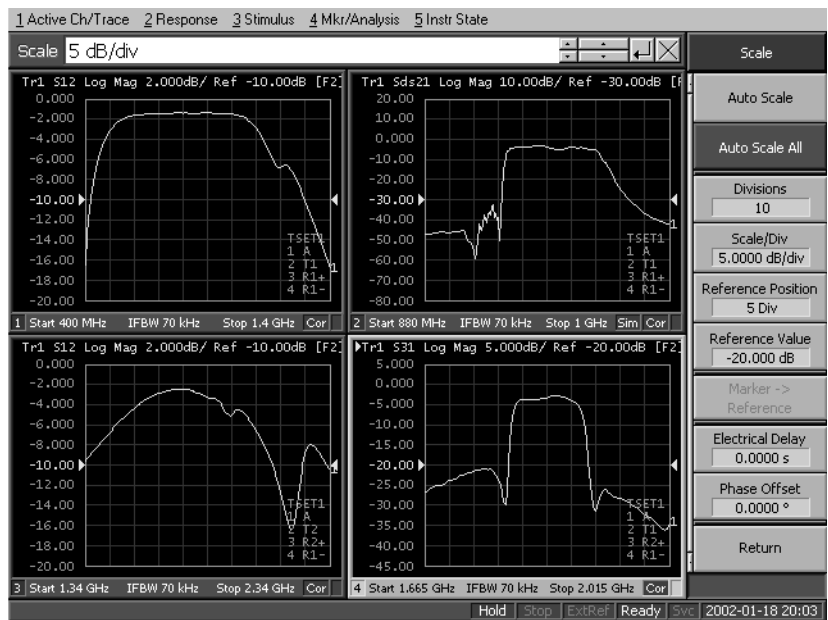 1 Active Ch/Trace 2 Response 3 Stimulus 4 Mkr/Analysis 5 Instr State
Scale 5 dB/div
Scale
Auto Scale
Auto Scale All
Divisions
10
Scale/Div
5.0000 dB/div
Reference Position
5 Div
Reference Value
-20.000 dB
Marker ->
Reference
Electrical Delay
0.0000 s
Phase Offset
0.0000 °
Return
Tr1 S12 Log Mag 2.000dB/ Ref -10.00dB [F2]
0.000
-2.000
-4.000
-6.000
-8.000
-10.00
-12.00
-14.00
-16.00
-18.00
-20.00
TSET1
1 A
2 T1
3 R1+
4 R1-
1
1 Start 400 MHz IFBW 70 kHz Stop 1.4 GHz Cor
Tr1 Sds21 Log Mag 10.00dB/ Ref -30.00dB [F
20.00
10.00
0.000
-10.00
-20.00
-30.00
-40.00
-50.00
-60.00
-70.00
-80.00
TSET1
1 A
2 T1
3 R1+
4 R1-
1
2 Start 880 MHz IFBW 70 kHz Stop 1 GHz Sim Cor
Tr1 S12 Log Mag 2.000dB/ Ref -10.00dB [F2]
0.000
-2.000
-4.000
-6.000
-8.000
-10.00
-12.00
-14.00
-16.00
-18.00
-20.00
TSET1
1 A
2 T2
3 R2+
4 R1-
1
3 Start 1.34 GHz IFBW 70 kHz Stop 2.34 GHz Cor
Tr1 S31 Log Mag 5.000dB/ Ref -20.00dB [F2]
5.000
0.000
-5.000
-10.00
-15.00
-20.00
-25.00
-30.00
-35.00
-40.00
-45.00
TSET1
1 A
2 T2
3 R2+
4 R1-
1
4 Start 1.665 GHz IFBW 70 kHz Stop 2.015 GHz Cor
Hold Stop ExtRef Ready Svc 2002-01-18 20:03